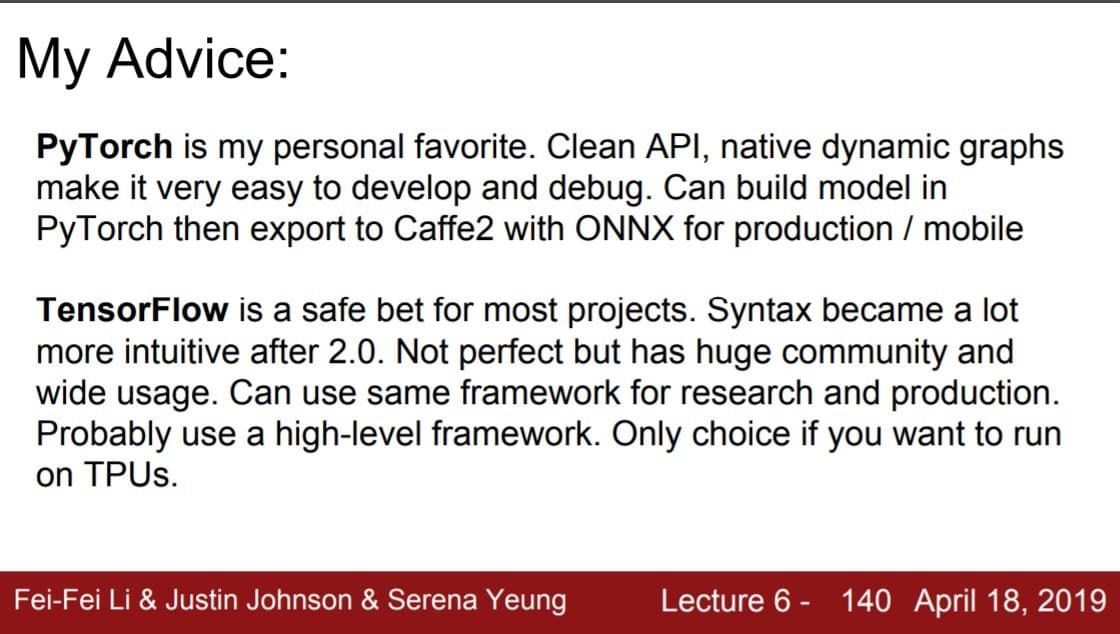 My Advice:
PyTorch is my personal favorite. Clean API, native dynamic graphs
make it very easy to develop and debug. Can build model in
PyTorch then export to Caffe2 with ONNX for production / mobile
TensorFlow is a safe bet for most projects. Syntax became a lot
more intuitive after 2.0. Not perfect but has huge community and
wide usage. Can use same framework for research and production.
Probably use a high-level framework. Only choice if you want to run
on TPUs.
Fei-Fei Li & Justin Johnson & Serena Yeung Lecture 6 - 140 April 18, 2019